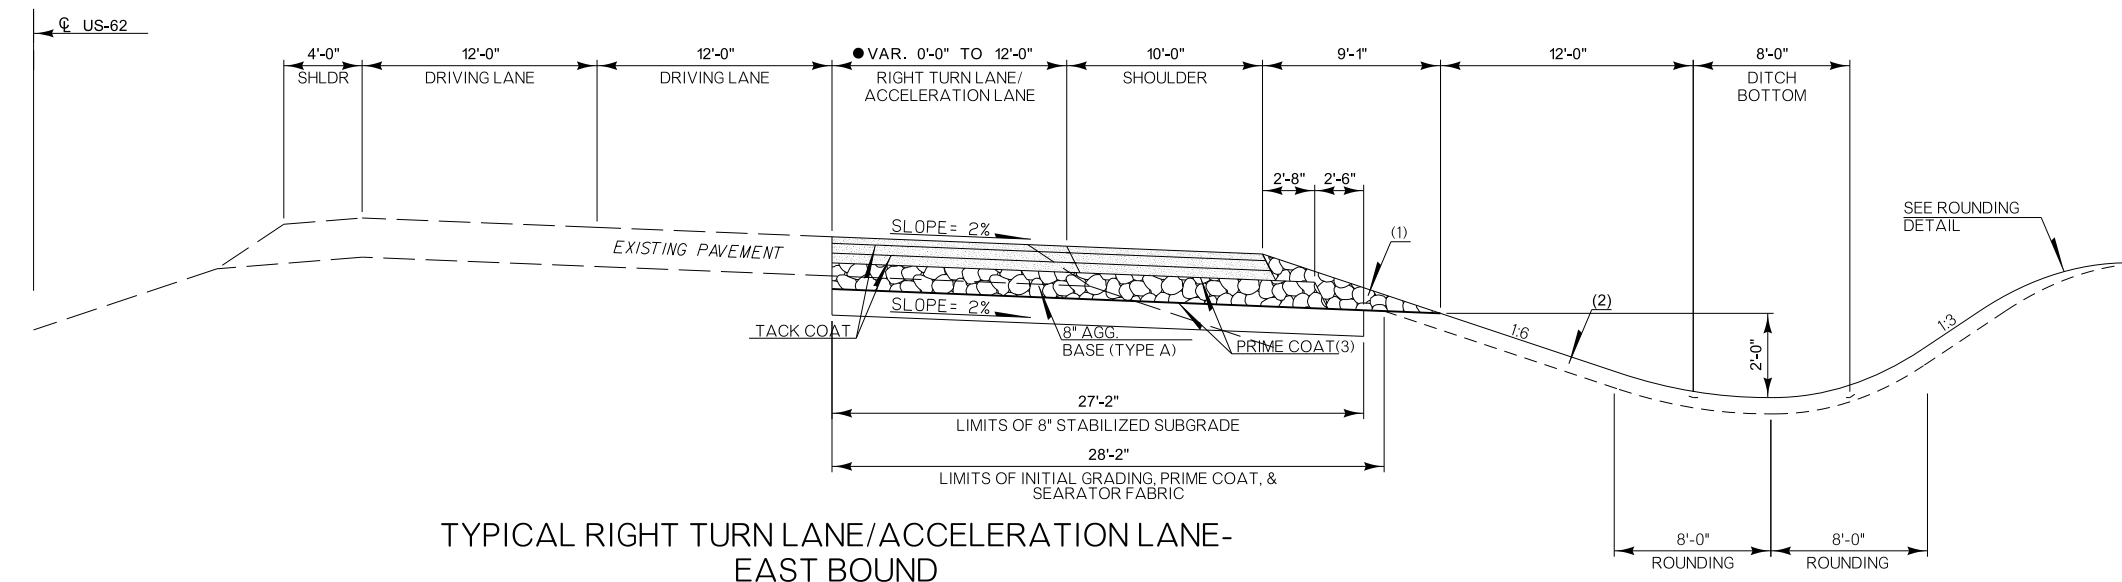 ℄ US-62
4'-0"
12'-0"
12'-0"
● VAR. 0'-0" TO 12'-0"
10'-0"
9'-1"
12'-0"
8'-0"
SHLDR
DRIVING LANE
DRIVING LANE
RIGHT TURN LANE/
ACCELERATION LANE
SHOULDER
DITCH
BOTTOM
2'-8"
2'-6"
SEE ROUNDING
DETAIL
SLOPE= 2%
(1)
EXISTING PAVEMENT
SLOPE= 2%
(2)
TACK COAT
8" AGG.
BASE (TYPE A)
PRIME COAT(3)
1:6
2'-0"
1:3
27'-2"
LIMITS OF 8" STABILIZED SUBGRADE
28'-2"
LIMITS OF INITIAL GRADING, PRIME COAT, &
SEARATOR FABRIC
8'-0"
ROUNDING
8'-0"
ROUNDING
TYPICAL RIGHT TURN LANE/ACCELERATION LANE-
EAST BOUND